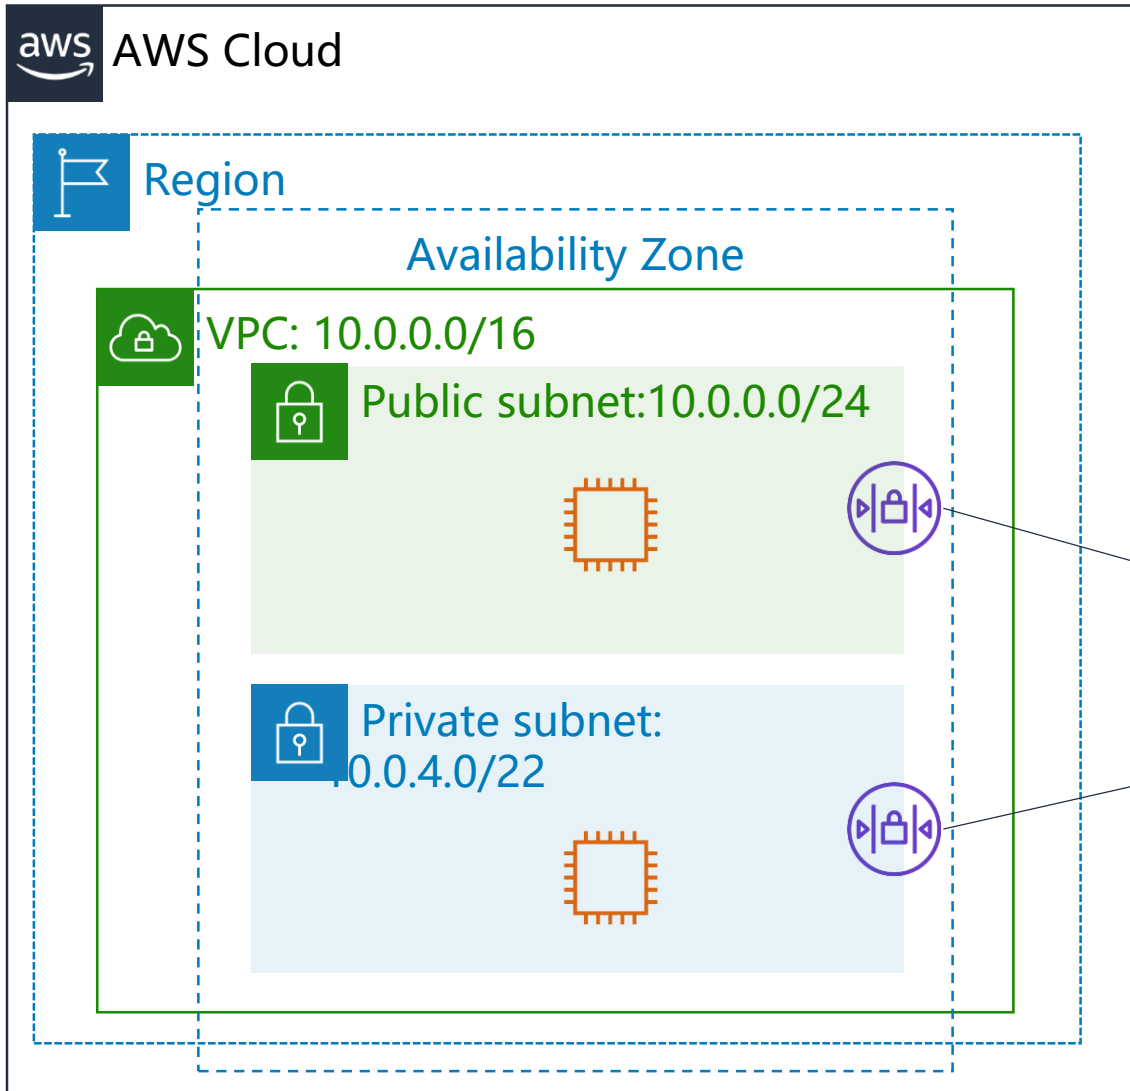 aws
AWS Cloud
Region
Availability Zone
VPC: 10.0.0.0/16
Public subnet:10.0.0.0/24
Private subnet:
10.0.4.0/22